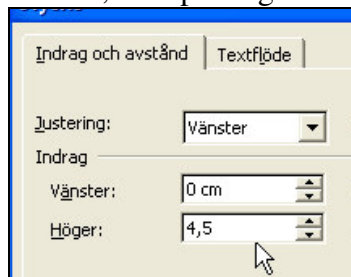 Indrag och avstånd Textflöde
Justering: Vänster
Indrag
Vänster: 0 cm
Höger: 4,5